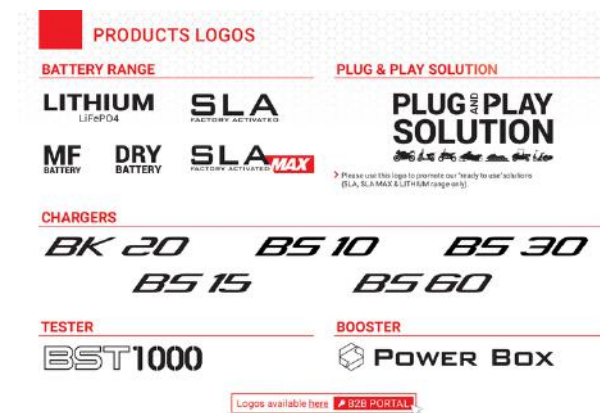 PRODUCTS LOGOS
BATTERY RANGE
LITHIUM
LiFePO4
SLA
FACTORY ACTIVATED
MF
BATTERY
DRY
BATTERY
SLA MAX
FACTORY ACTIVATED
PLUG & PLAY SOLUTION
PLUG AND PLAY
SOLUTION
Please use this logo to promote our "ready to use" solutions
(SLA, SLA MAX & LITHIUM range only).
CHARGERS
BK 20 BS 10 BS 30
BS 15 BS 60
TESTER
BST1000
BOOSTER
POWER BOX
Logos available here B2B PORTAL